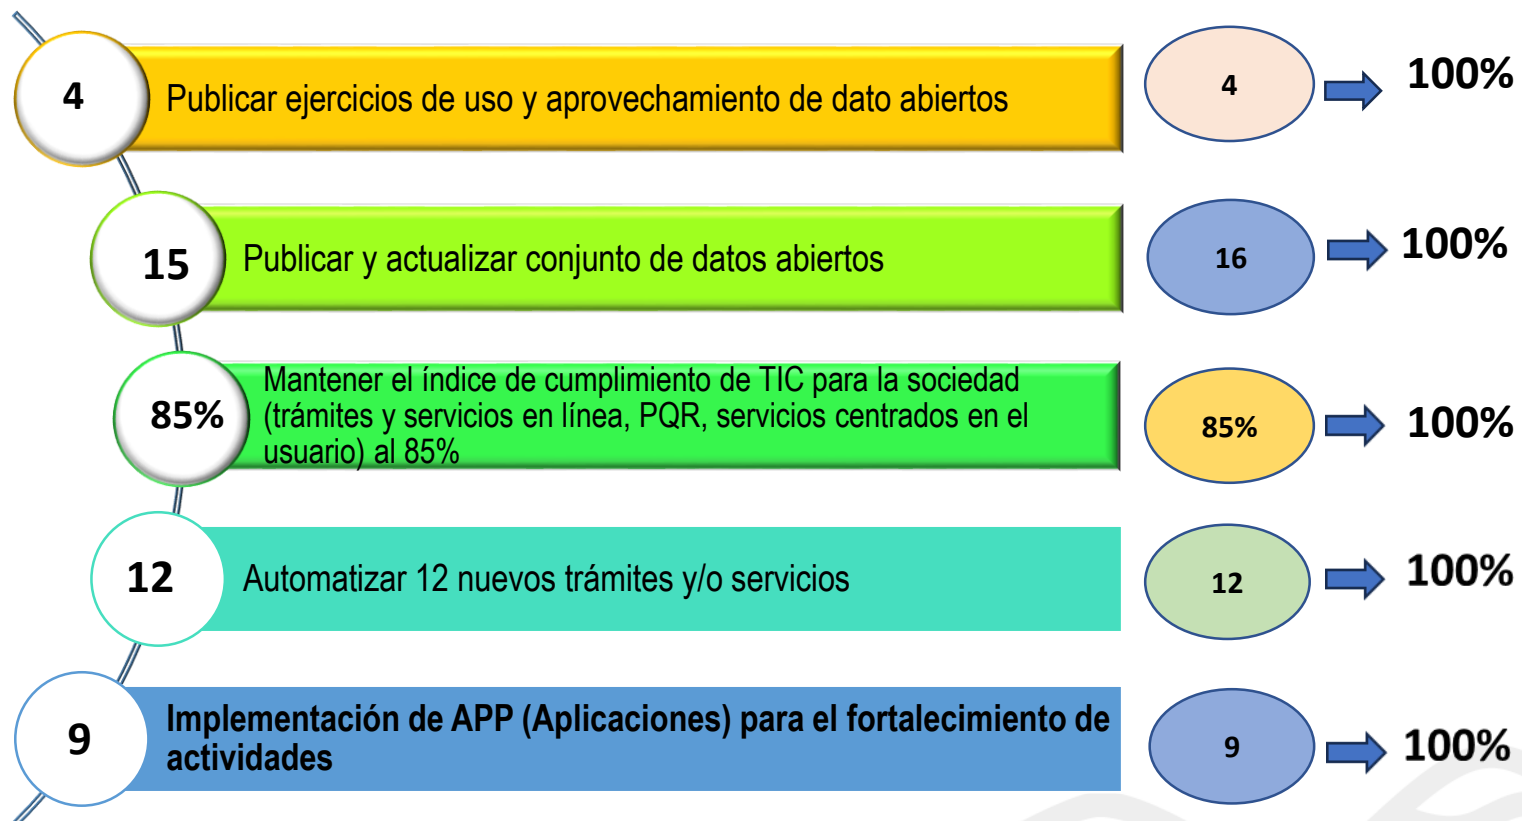 4
Publicar ejercicios de uso y aprovechamiento de dato abiertos
4
100%
15
Publicar y actualizar conjunto de datos abiertos
16
100%
85%
Mantener el índice de cumplimiento de TIC para la sociedad
(trámites y servicios en línea, PQR, servicios centrados en el
usuario) al 85%
85%
100%
12
Automatizar 12 nuevos trámites y/o servicios
12
100%
9
Implementación de APP (Aplicaciones) para el fortalecimiento de
actividades
9
100%